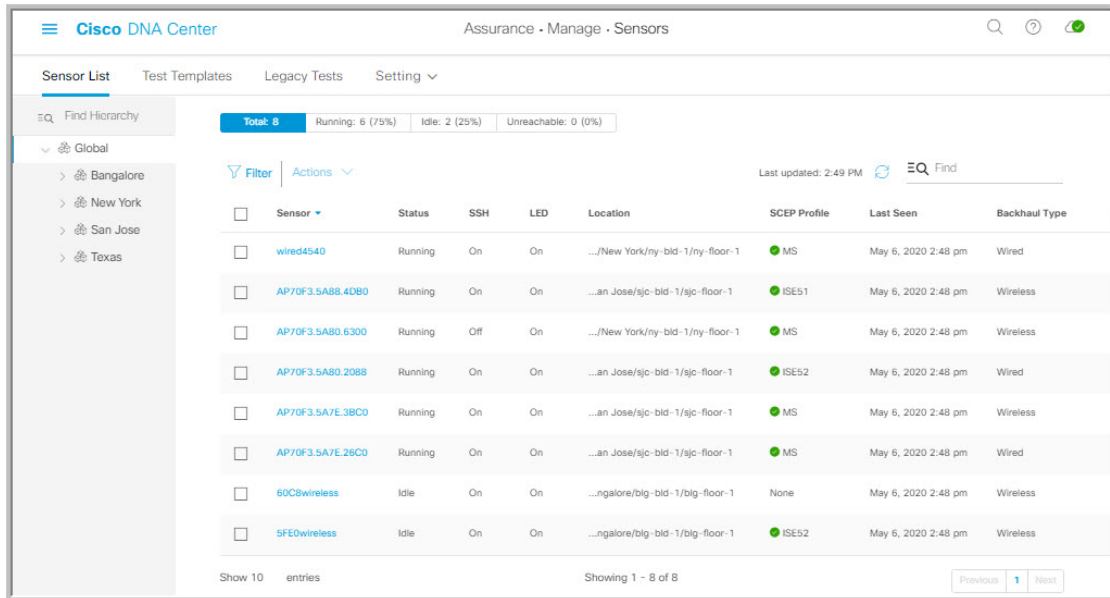 Cisco DNA Center
Assurance · Manage · Sensors
Sensor List Test Templates Legacy Tests Setting
Find Hierarchy
Global
Bangalore
New York
San Jose
Texas
Total: 8 Running: 6 (75%) Idle: 2 (25%) Unreachable: 0 (0%)
Filter Actions Last updated: 2:49 PM Find
Sensor Status SSH LED Location SCEP Profile Last Seen Backhaul Type
wired4540 Running On On .../New York/ny-bld-1/ny-floor-1 MS May 6, 2020 2:48 pm Wired
AP70F3.5A88.4DB0 Running On On ...an Jose/sjc-bld-1/sjc-floor-1 ISE51 May 6, 2020 2:48 pm Wireless
AP70F3.5A80.6300 Running Off On .../New York/ny-bld-1/ny-floor-1 MS May 6, 2020 2:48 pm Wireless
AP70F3.5A80.2088 Running On On ...an Jose/sjc-bld-1/sjc-floor-1 ISE52 May 6, 2020 2:48 pm Wired
AP70F3.5A7E.3BC0 Running On On ...an Jose/sjc-bld-1/sjc-floor-1 MS May 6, 2020 2:48 pm Wireless
AP70F3.5A7E.26C0 Running On On ...an Jose/sjc-bld-1/sjc-floor-1 MS May 6, 2020 2:48 pm Wired
60C8wireless Idle On On ...ngalore/blg-bld-1/blg-floor-1 None May 6, 2020 2:48 pm Wireless
5FE0wireless Idle On On ...ngalore/blg-bld-1/blg-floor-1 ISE52 May 6, 2020 2:48 pm Wireless
Show 10 entries Showing 1 - 8 of 8 Previous 1 Next